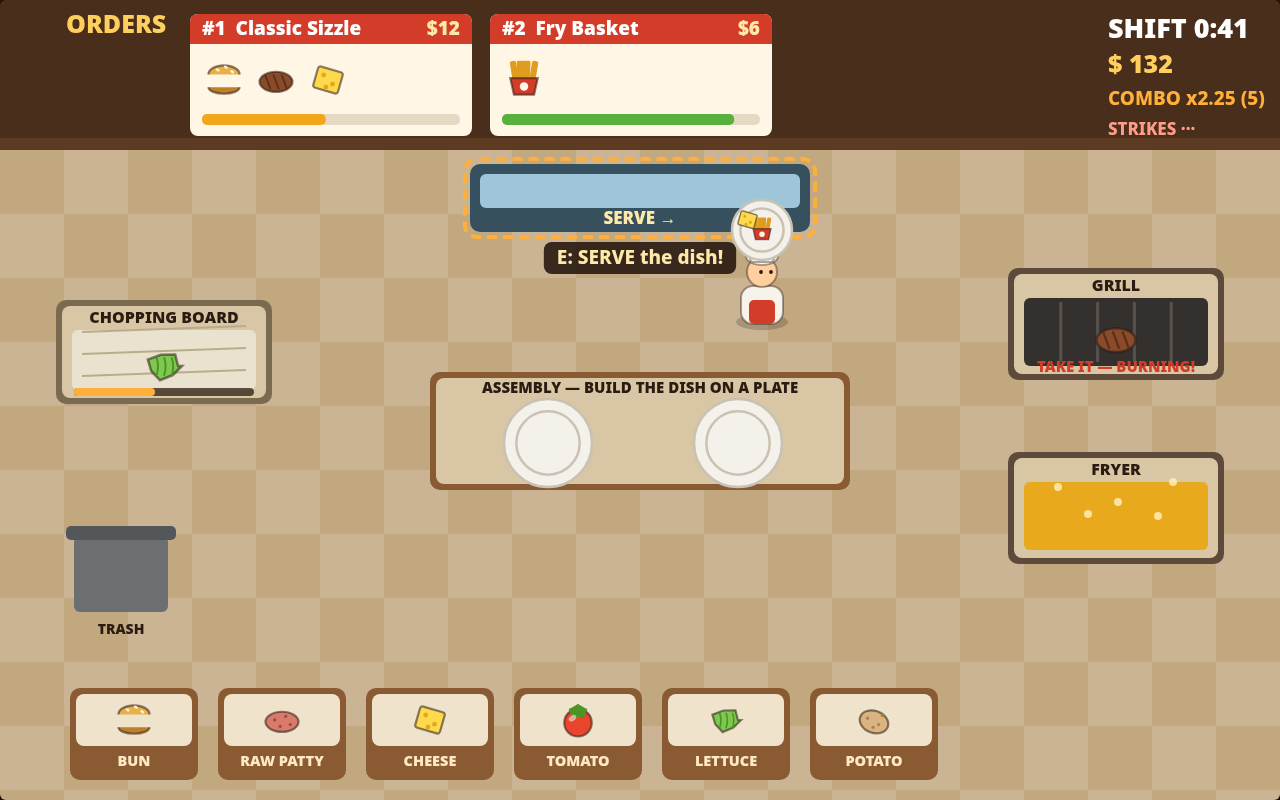 ORDERS
#1 Classic Sizzle $12
#2 Fry Basket $6
SHIFT 0:41
$ 132
COMBO x2.25 (5)
STRIKES ···
SERVE →
E: SERVE the dish!
CHOPPING BOARD
GRILL
TAKE IT — BURNING!
ASSEMBLY — BUILD THE DISH ON A PLATE
FRYER
TRASH
BUN
RAW PATTY
CHEESE
TOMATO
LETTUCE
POTATO